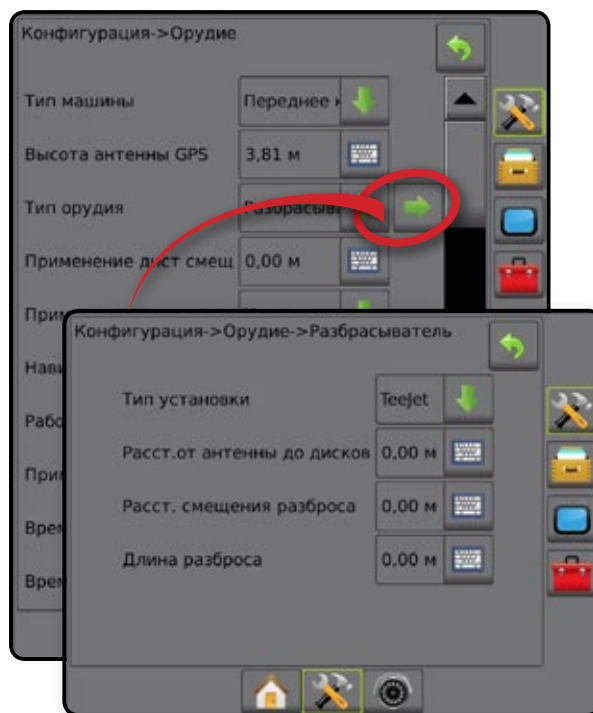 Конфигурация->Орудие
Тип машины Переднее
Высота антенны GPS 3,81 м
Тип орудия
Применение дист смещ 0,00 м
Конфигурация->Орудие->Разбрасыватель
Тип установки TeeJet
Расст.от антенны до дисков 0,00 м
Расст. смещения разброса 0,00 м
Длина разброса 0,00 м